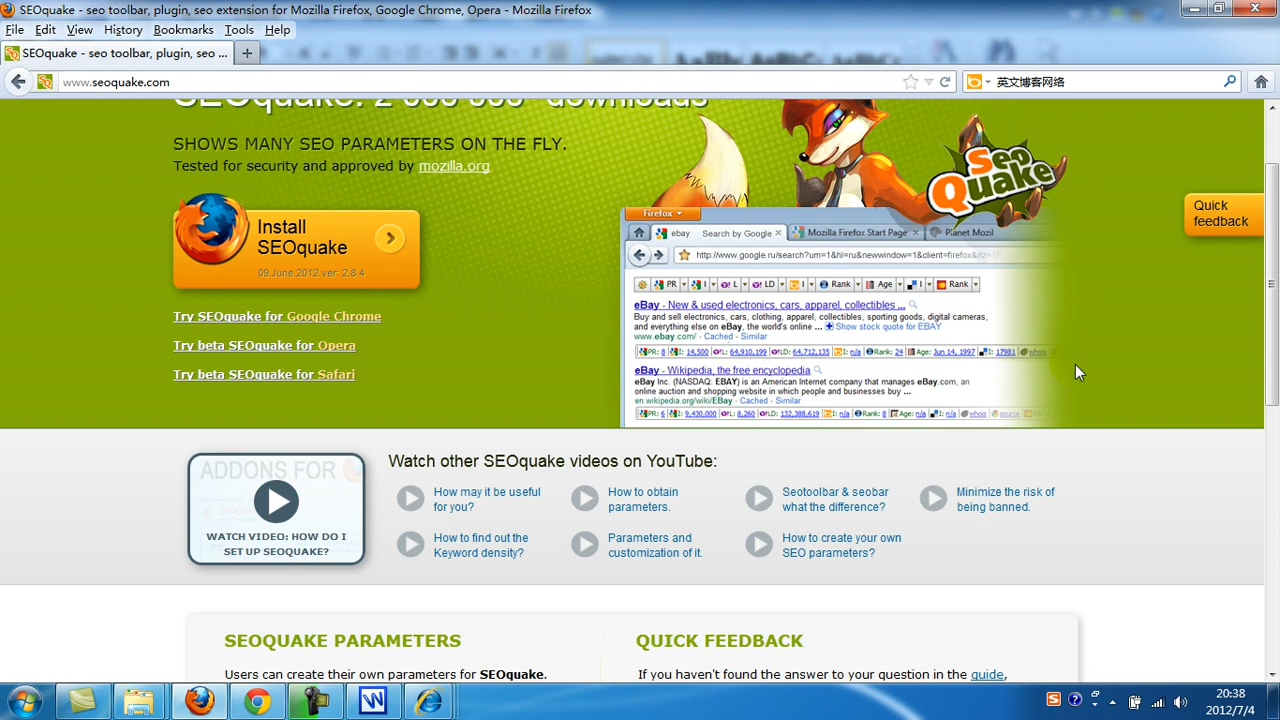 SEOquake - seo toolbar, plugin, seo extension for Mozilla Firefox, Google Chrome, Opera - Mozilla Firefox
File Edit View History Bookmarks Tools Help
SEOquake - seo toolbar, plugin, seo ...
www.seoquake.com
英文博客网络
SEOquake: 2 000 000+ downloads
SHOWS MANY SEO PARAMETERS ON THE FLY.
Tested for security and approved by mozilla.org
Install
SEOquake
09.June.2012 ver: 2.8.4
Try SEOquake for Google Chrome
Try beta SEOquake for Opera
Try beta SEOquake for Safari
Seo
Quake
Quick
feedback
Firefox
ebay Search by Google Mozilla Firefox Start Page Planet Mozil
http://www.google.ru/search?um=1&hl=ru&newwindow=1&client=firefox&rlz=1
PR I L LD I Rank Age I Rank
eBay - New & used electronics, cars, apparel, collectibles ...
Buy and sell electronics, cars, clothing, apparel, collectibles, sporting goods, digital cameras,
and everything else on eBay, the world's online ... Show stock quote for EBAY
www.ebay.com/ - Cached - Similar
PR: 8 I: 14,500 L: 64,910,199 LD: 64,712,135 I: n/a Rank: 24 Age: Jun 14, 1997 I: 17981 whois
eBay - Wikipedia, the free encyclopedia
eBay Inc. (NASDAQ: EBAY) is an American Internet company that manages eBay.com, an
online auction and shopping website in which people and businesses buy ...
en.wikipedia.org/wiki/EBay - Cached - Similar
PR: 6 I: 9,430,000 L: 8,260 LD: 132,388,619 I: n/a Rank: 8 Age: n/a I: n/a whois source
ADDONS FOR
WATCH VIDEO: HOW DO I
SET UP SEOQUAKE?
Watch other SEOquake videos on YouTube:
How may it be useful
for you?
How to obtain
parameters.
Seotoolbar & seobar
what the difference?
Minimize the risk of
being banned.
How to find out the
Keyword density?
Parameters and
customization of it.
How to create your own
SEO parameters?
SEOQUAKE PARAMETERS
Users can create their own parameters for SEOquake.
QUICK FEEDBACK
If you haven't found the answer to your question in the guide,
20:38
2012/7/4